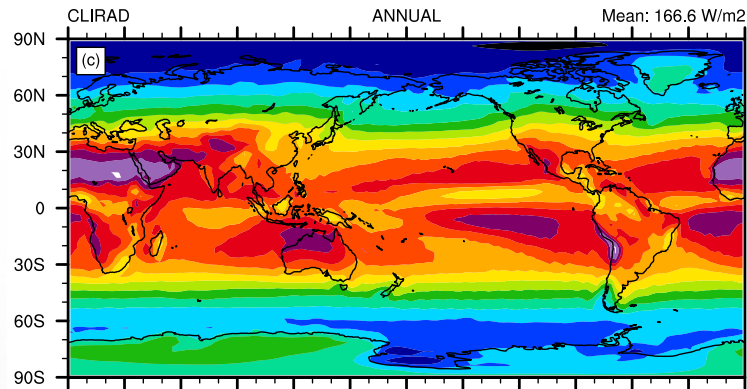 CLIRAD ANNUAL Mean: 166.6 W/m2
90N
(c)
60N
30N
0
30S
60S
90S